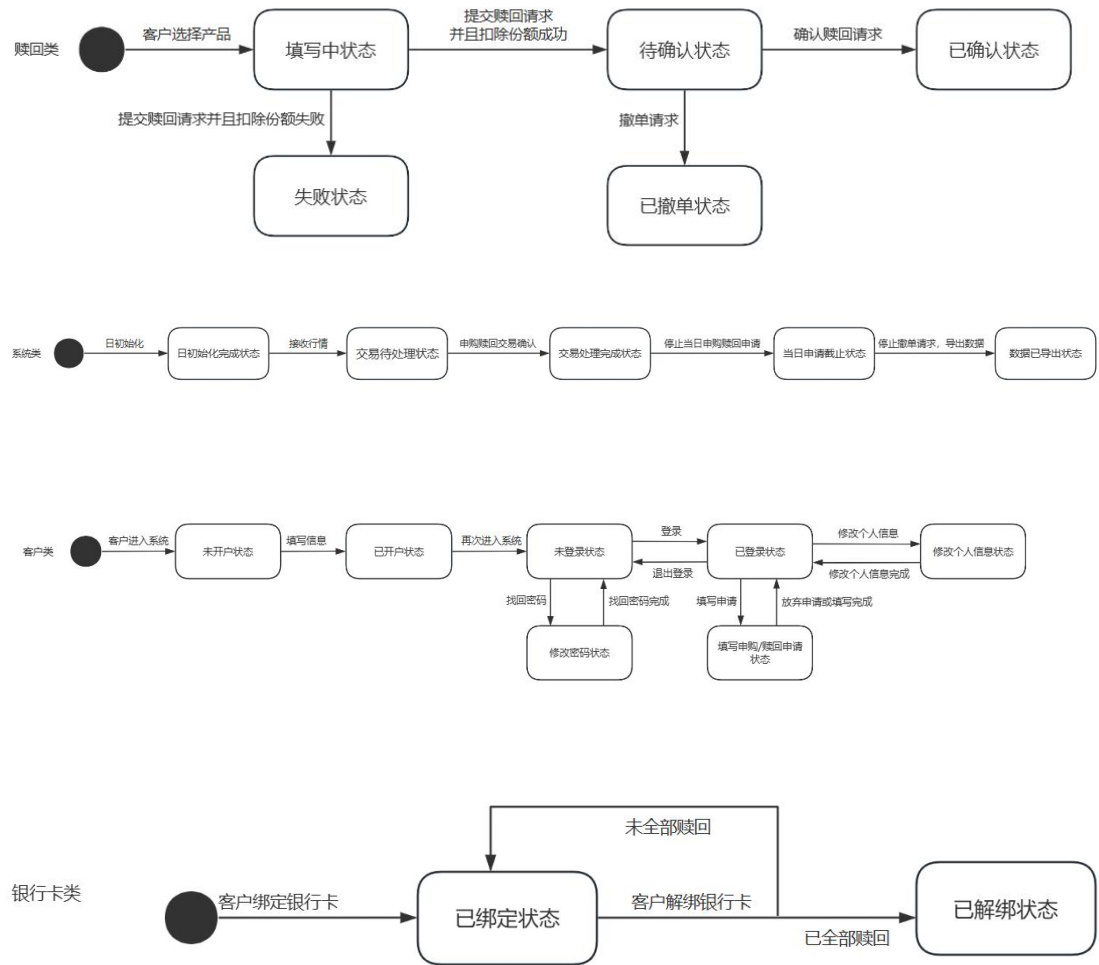 赎回类
客户选择产品
填写中状态
提交赎回请求
并且扣除份额成功
待确认状态
确认赎回请求
已确认状态
提交赎回请求并且扣除份额失败
撤单请求
失败状态
已撤单状态
系统类
日初始化
日初始化完成状态
接收行情
交易待处理状态
申购赎回交易确认
交易处理完成状态
停止当日申购赎回申请
当日申请截止状态
停止撤单请求，导出数据
数据已导出状态
客户类
客户进入系统
未开户状态
填写信息
已开户状态
再次进入系统
未登录状态
登录
退出登录
已登录状态
修改个人信息
修改个人信息完成
修改个人信息状态
找回密码
找回密码完成
填写申请
放弃申请或填写完成
修改密码状态
填写申购/赎回申请
状态
未全部赎回
银行卡类
客户绑定银行卡
已绑定状态
客户解绑银行卡
已全部赎回
已解绑状态